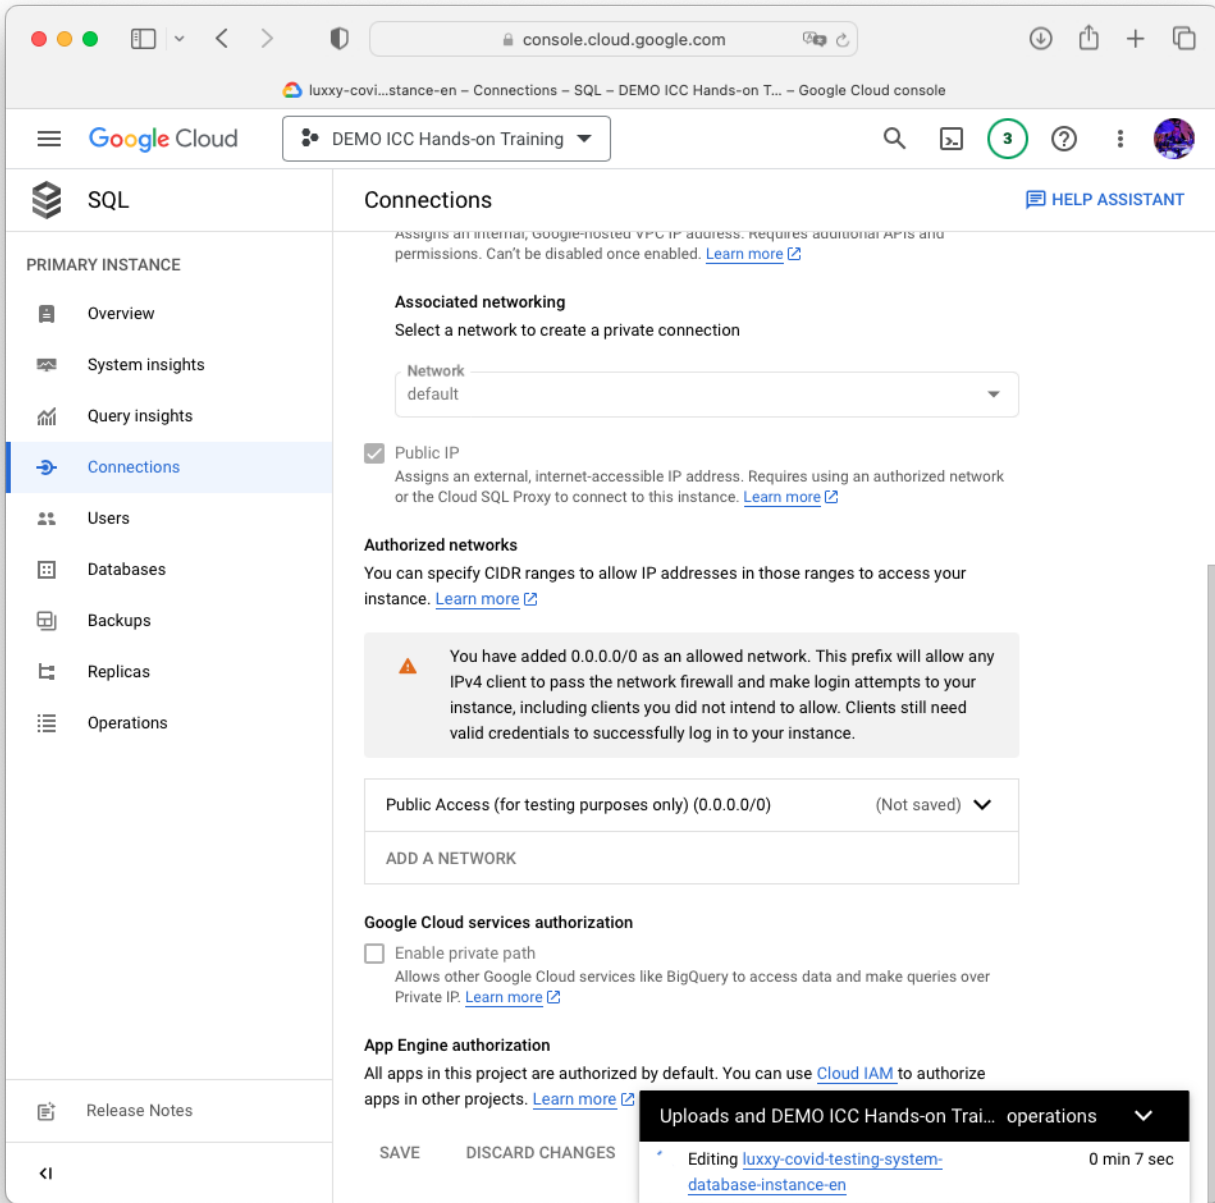 console.cloud.google.com
luxxy-covi...stance-en – Connections – SQL – DEMO ICC Hands-on T... – Google Cloud console
Google Cloud
DEMO ICC Hands-on Training
3
SQL
Connections
HELP ASSISTANT
PRIMARY INSTANCE
Overview
System insights
Query insights
Connections
Users
Databases
Backups
Replicas
Operations
Release Notes
Assigns an internal, Google-hosted VPC IP address. Requires additional APIs and
permissions. Can't be disabled once enabled. Learn more
Associated networking
Select a network to create a private connection
Network
default
Public IP
Assigns an external, internet-accessible IP address. Requires using an authorized network
or the Cloud SQL Proxy to connect to this instance. Learn more
Authorized networks
You can specify CIDR ranges to allow IP addresses in those ranges to access your
instance. Learn more
You have added 0.0.0.0/0 as an allowed network. This prefix will allow any
IPv4 client to pass the network firewall and make login attempts to your
instance, including clients you did not intend to allow. Clients still need
valid credentials to successfully log in to your instance.
Public Access (for testing purposes only) (0.0.0.0/0) (Not saved)
ADD A NETWORK
Google Cloud services authorization
Enable private path
Allows other Google Cloud services like BigQuery to access data and make queries over
Private IP. Learn more
App Engine authorization
All apps in this project are authorized by default. You can use Cloud IAM to authorize
apps in other projects. Learn more
SAVE DISCARD CHANGES
Uploads and DEMO ICC Hands-on Trai... operations
Editing luxxy-covid-testing-system- 0 min 7 sec
database-instance-en